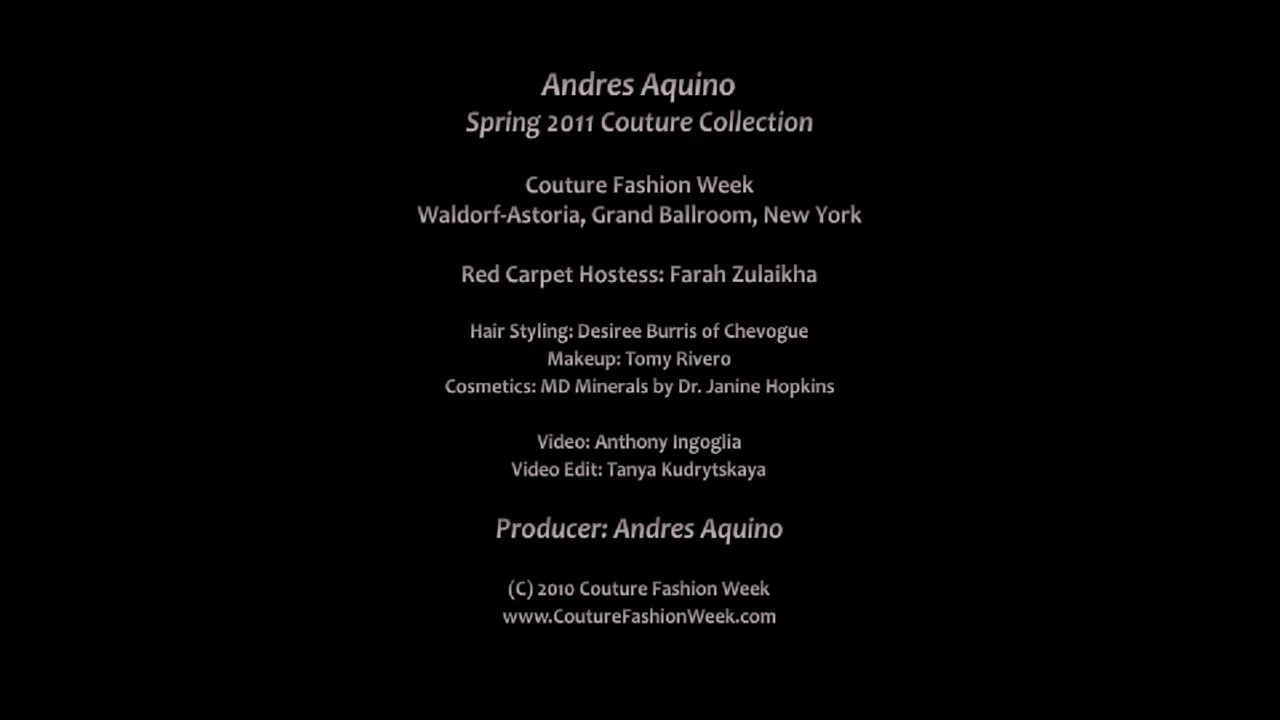 Andres Aquino
Spring 2011 Couture Collection
Couture Fashion Week
Waldorf-Astoria, Grand Ballroom, New York
Red Carpet Hostess: Farah Zulaikha
Hair Styling: Desiree Burris of Chevogue
Makeup: Tomy Rivero
Cosmetics: MD Minerals by Dr. Janine Hopkins
Video: Anthony Ingoglia
Video Edit: Tanya Kudrytskaya
Producer: Andres Aquino
(C) 2010 Couture Fashion Week
www.CoutureFashionWeek.com